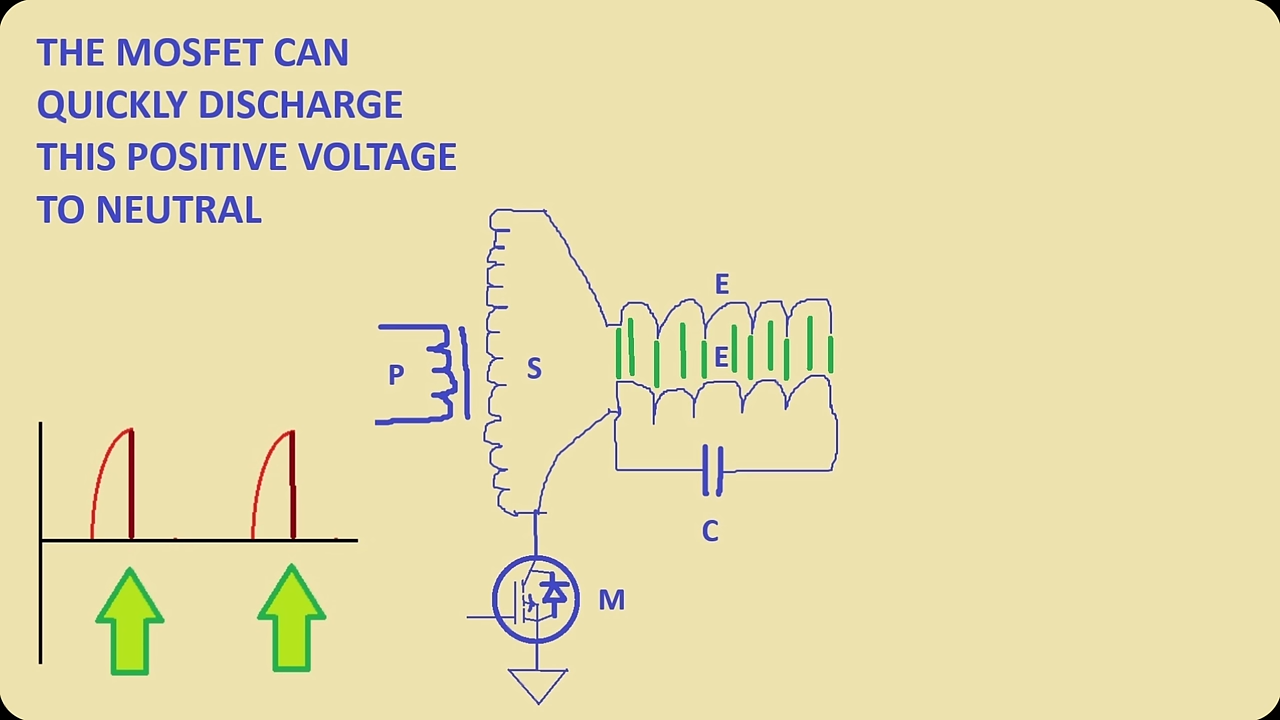 THE MOSFET CAN
QUICKLY DISCHARGE
THIS POSITIVE VOLTAGE
TO NEUTRAL
E
E
P
S
C
M